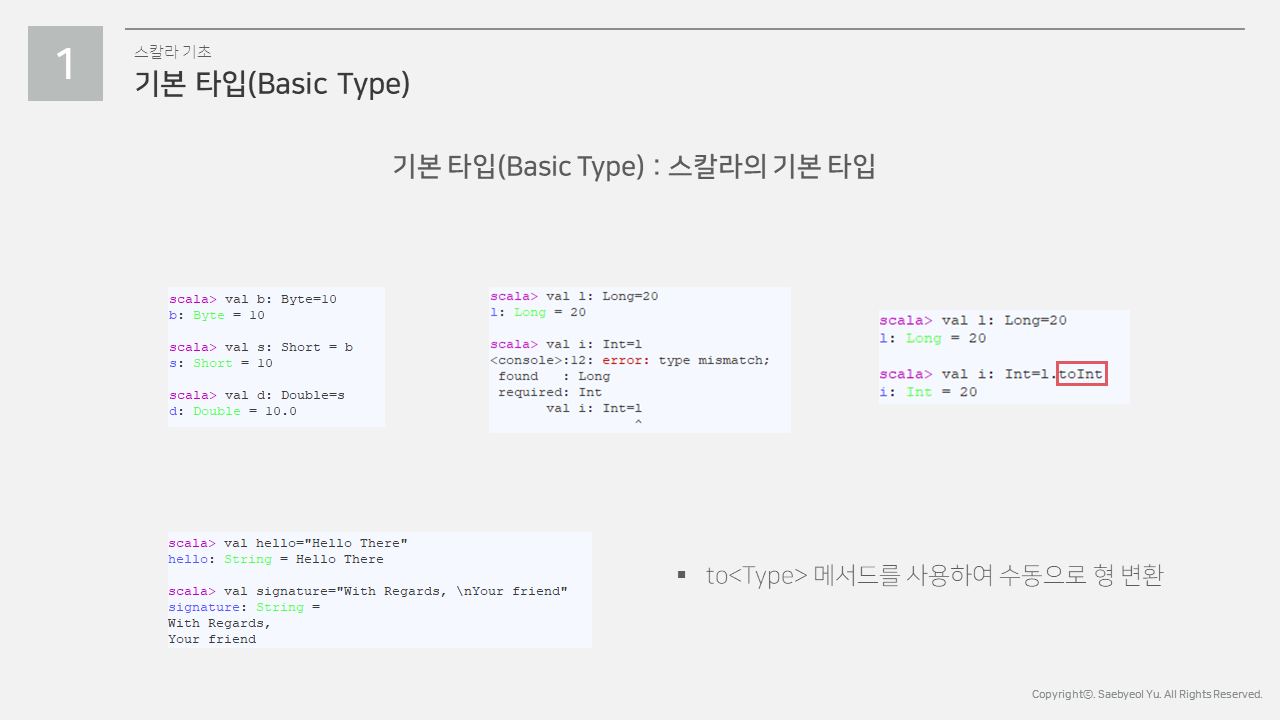 1
스칼라 기초
기본 타입(Basic Type)
기본 타입(Basic Type) : 스칼라의 기본 타입
scala> val b: Byte=10
b: Byte = 10
scala> val s: Short = b
s: Short = 10
scala> val d: Double=s
d: Double = 10.0
scala> val l: Long=20
l: Long = 20
scala> val i: Int=l
<console>:12: error: type mismatch;
found   : Long
required: Int
val i: Int=l
^
scala> val l: Long=20
l: Long = 20
scala> val i: Int=l.toInt
i: Int = 20
scala> val hello="Hello There"
hello: String = Hello There
scala> val signature="With Regards, \nYour friend"
signature: String =
With Regards,
Your friend
▪ to<Type> 메서드를 사용하여 수동으로 형 변환
Copyrightⓒ. Saebyeol Yu. All Rights Reserved.